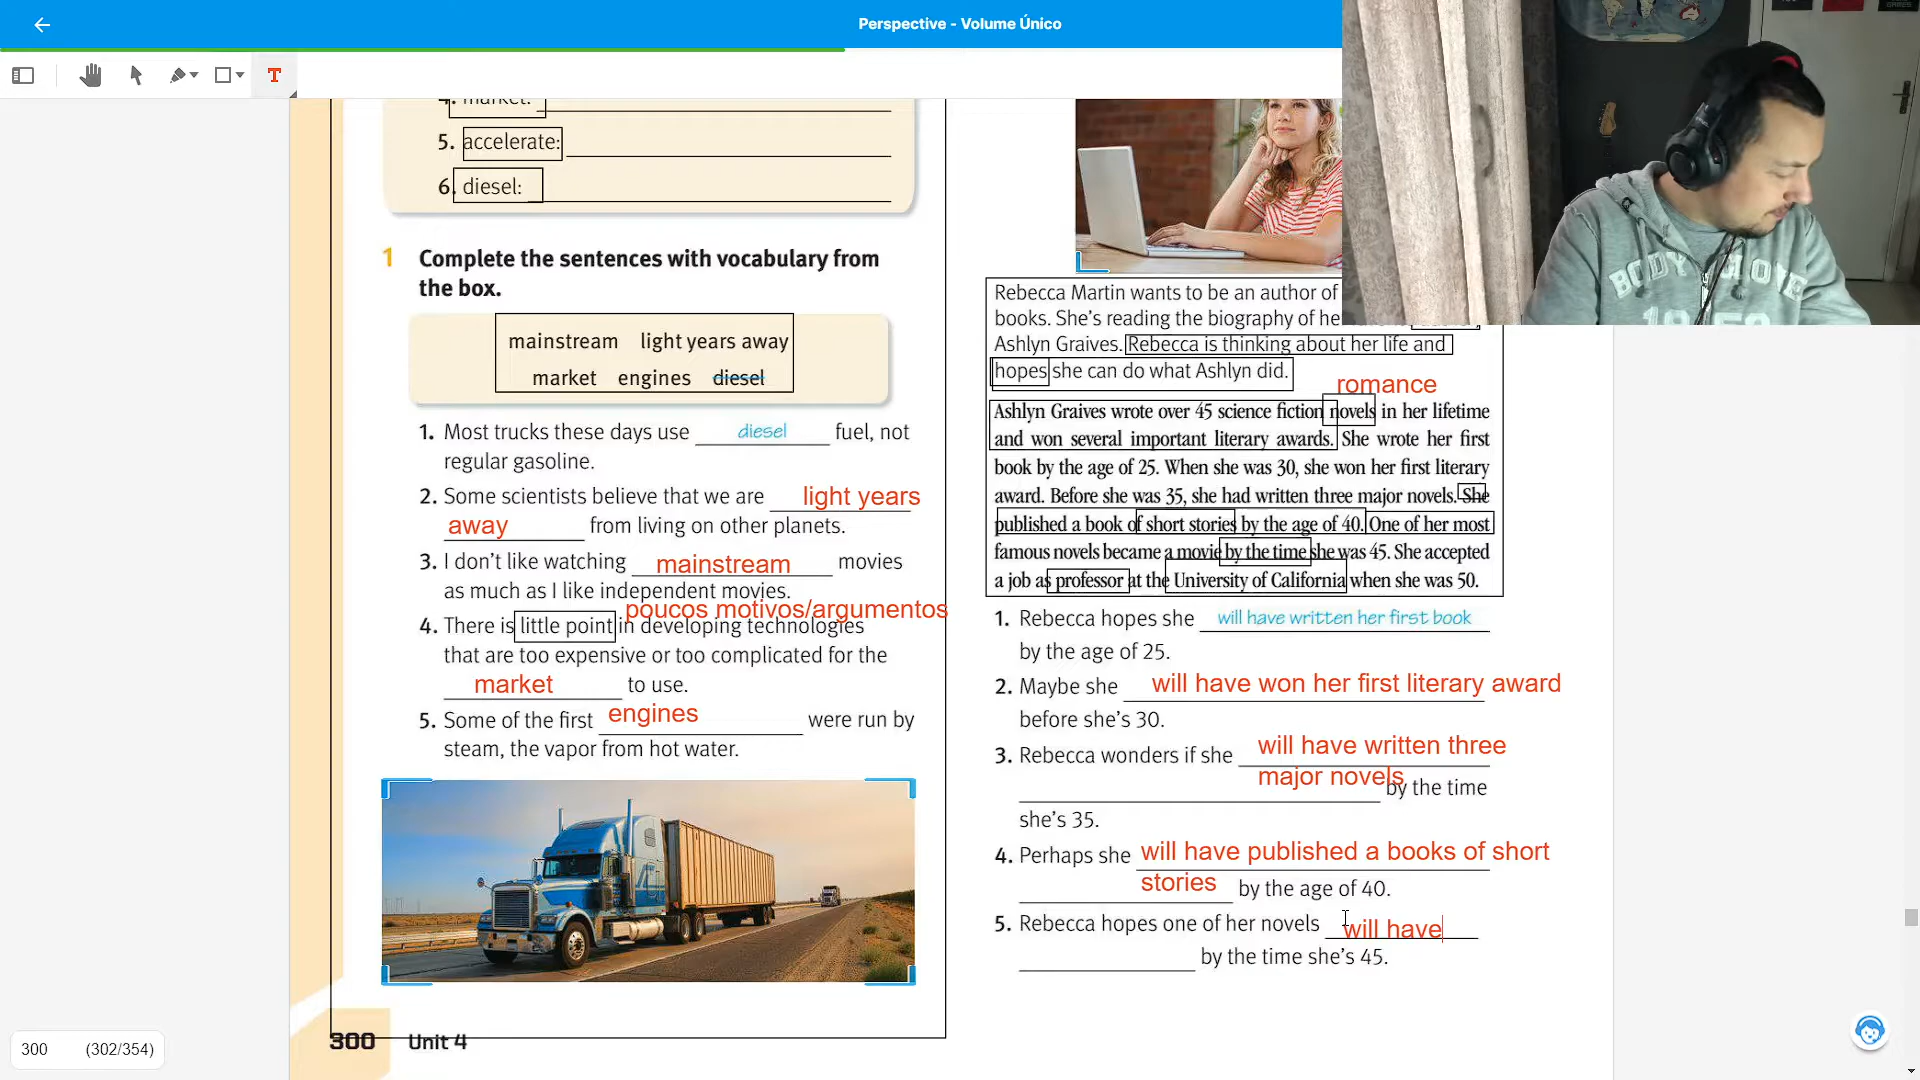 Perspective - Volume Único
T
4. market:
5. accelerate:
6. diesel:
1 Complete the sentences with vocabulary from
the box.
mainstream light years away
market engines diesel
1. Most trucks these days use diesel fuel, not
regular gasoline.
2. Some scientists believe that we are light years
away from living on other planets.
3. I don't like watching mainstream movies
as much as I like independent movies.
poucos motivos/argumentos
4. There is little point in developing technologies
that are too expensive or too complicated for the
market to use.
5. Some of the first engines were run by
steam, the vapor from hot water.
300 Unit 4
300 (302/354)
Rebecca Martin wants to be an author of
books. She's reading the biography of
Ashlyn Graives. Rebecca is thinking about her life and
hopes she can do what Ashlyn did.
romance
Ashlyn Graives wrote over 45 science fiction novels in her lifetime
and won several important literary awards. She wrote her first
book by the age of 25. When she was 30, she won her first literary
award. Before she was 35, she had written three major novels. She
published a book of short stories by the age of 40. One of her most
famous novels became a movie by the time she was 45. She accepted
a job as professor at the University of California when she was 50.
1. Rebecca hopes she will have written her first book
by the age of 25.
2. Maybe she will have won her first literary award
before she's 30.
3. Rebecca wonders if she will have written three
major novels by the time
she's 35.
4. Perhaps she will have published a books of short
stories by the age of 40.
5. Rebecca hopes one of her novels will have
by the time she's 45.
BODY